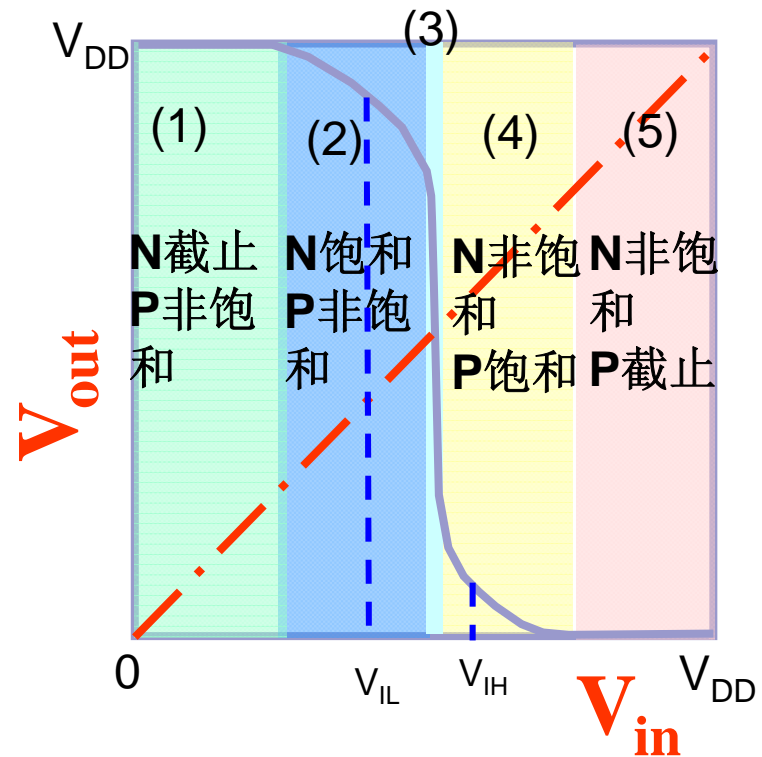 (3)
V_DD
(1)
(2)
(4)
(5)
N截止
P非饱
和
N饱和
P非饱
和
N非饱
和
P饱和
N非饱
和
P截止
V_out
0
V_IL
V_IH
V_DD
V_in